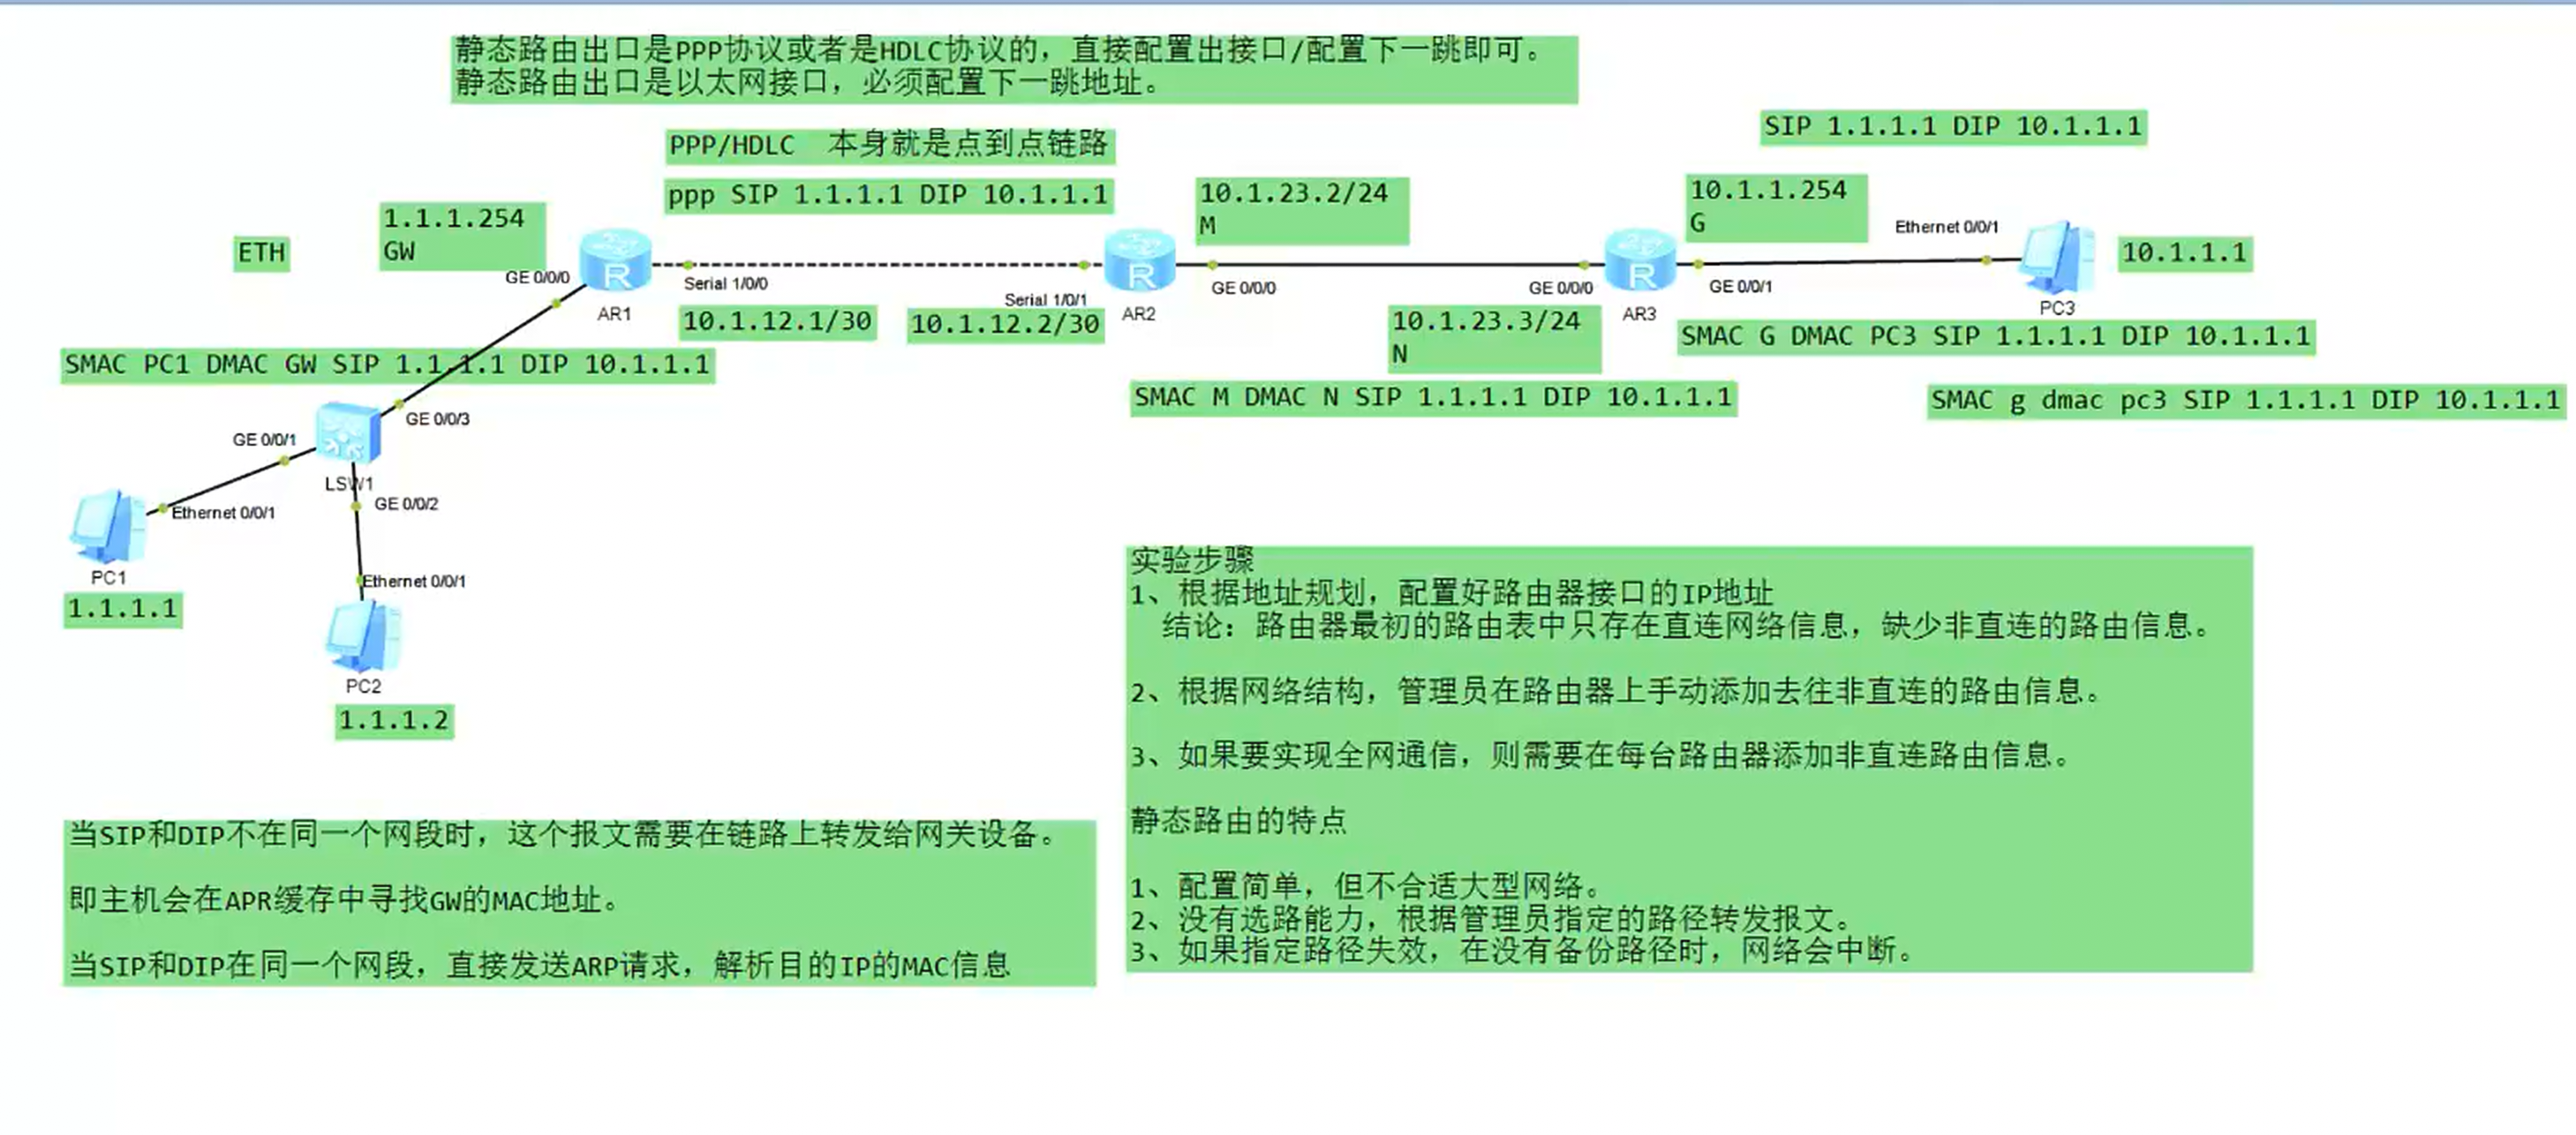 静态路由出口是PPP协议或者是HDLC协议的，直接配置出接口/配置下一跳即可。
静态路由出口是以太网接口，必须配置下一跳地址。
SIP 1.1.1.1 DIP 10.1.1.1
PPP/HDLC 本身就是点到点链路
ppp SIP 1.1.1.1 DIP 10.1.1.1
10.1.23.2/24
M
10.1.1.254
G
1.1.1.254
GW
ETH
Ethernet 0/0/1
10.1.1.1
GE 0/0/0
Serial 1/0/0
Serial 1/0/1
GE 0/0/0
GE 0/0/0
GE 0/0/1
AR1
AR2
AR3
PC3
10.1.12.1/30
10.1.12.2/30
10.1.23.3/24
N
SMAC G DMAC PC3 SIP 1.1.1.1 DIP 10.1.1.1
SMAC PC1 DMAC GW SIP 1.1.1.1 DIP 10.1.1.1
SMAC M DMAC N SIP 1.1.1.1 DIP 10.1.1.1
SMAC g dmac pc3 SIP 1.1.1.1 DIP 10.1.1.1
GE 0/0/3
GE 0/0/1
LSW1
GE 0/0/2
Ethernet 0/0/1
PC1
Ethernet 0/0/1
1.1.1.1
PC2
1.1.1.2
实验步骤
1、根据地址规划，配置好路由器接口的IP地址
结论：路由器最初的路由表中只存在直连网络信息，缺少非直连的路由信息。
2、根据网络结构，管理员在路由器上手动添加去往非直连的路由信息。
3、如果要实现全网通信，则需要在每台路由器添加非直连路由信息。
静态路由的特点
1、配置简单，但不合适大型网络。
2、没有选路能力，根据管理员指定的路径转发报文。
3、如果指定路径失效，在没有备份路径时，网络会中断。
当SIP和DIP不在同一个网段时，这个报文需要在链路上转发给网关设备。
即主机会在APR缓存中寻找GW的MAC地址。
当SIP和DIP在同一个网段，直接发送ARP请求，解析目的IP的MAC信息